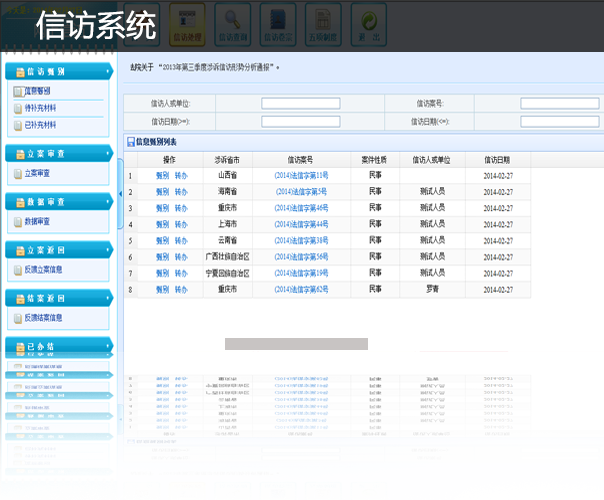 信访系统
信访处理 信访查询 信访卷宗 五项制度 退 出
法院关于 “2013年第三季度涉诉信访形势分析通报”。
信访甄别
信息甄别
待补充材料
已补充材料
立案审查
立案审查
数据审查
数据审查
立案返回
反馈立案信息
结案返回
反馈结案信息
已办结
信访人或单位: 信访案号:
信访日期(>=): 信访日期(<=):
信息甄别列表
操作 涉诉省市 信访案号 案件性质 信访人或单位 信访日期
1 甄别 转办 山西省 (2014)法信字第11号 民事 2014-02-27
2 甄别 转办 海南省 (2014)法信字第5号 民事 测试人员 2014-02-27
3 甄别 转办 重庆市 (2014)法信字第46号 民事 测试人员 2014-02-27
4 甄别 转办 上海市 (2014)法信字第44号 民事 测试人员 2014-02-27
5 甄别 转办 云南省 (2014)法信字第38号 民事 测试人员 2014-02-27
6 甄别 转办 广西壮族自治区 (2014)法信字第56号 民事 测试人员 2014-02-27
7 甄别 转办 宁夏回族自治区 (2014)法信字第19号 民事 测试人员 2014-02-27
8 甄别 转办 重庆市 (2014)法信字第62号 民事 罗青 2014-02-27